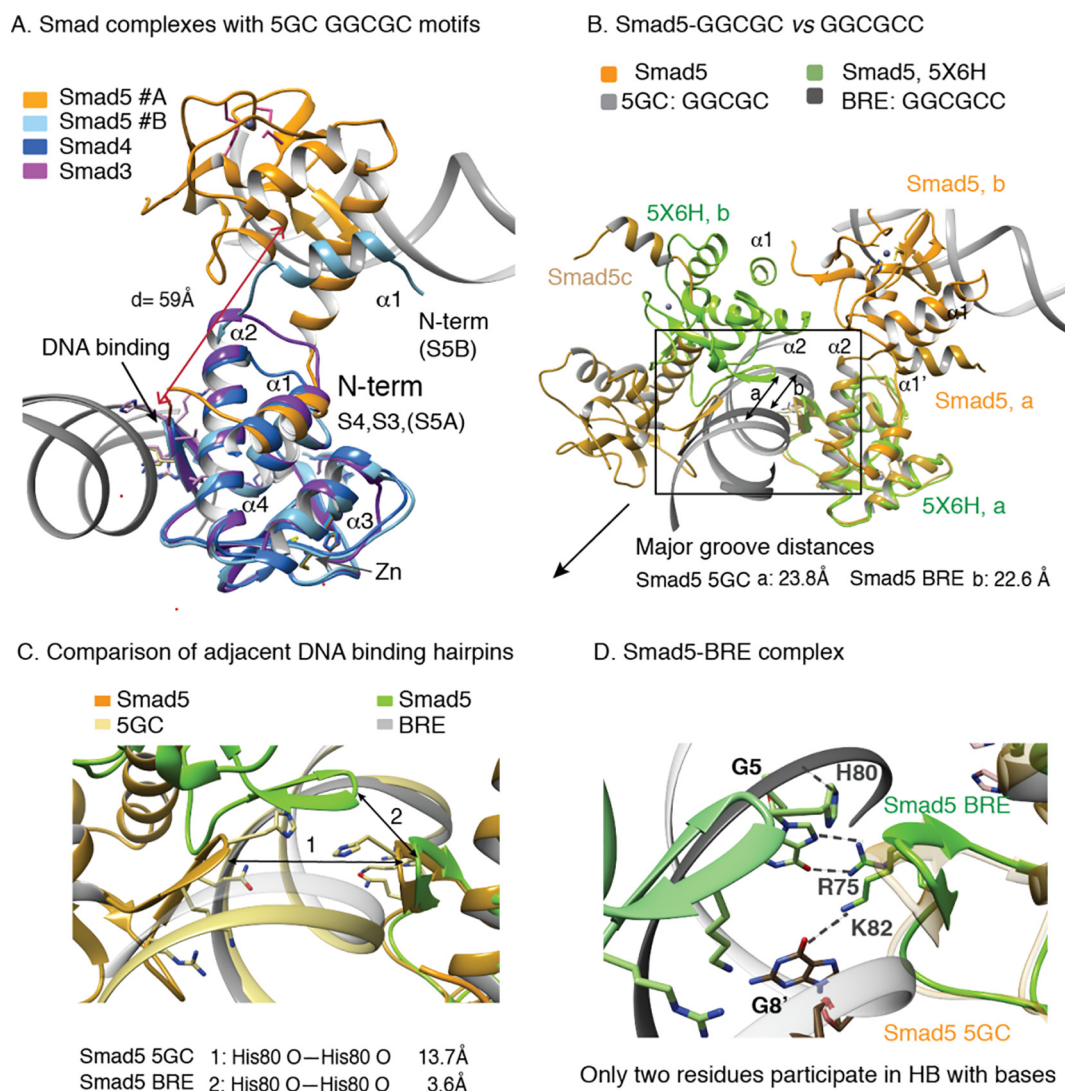 A. Smad complexes with 5GC GGCGC motifs
Smad5 #A
Smad5 #B
Smad4
Smad3
d= 59Å
DNA binding
α2
α1
α1
N-term
(S5B)
N-term
S4,S3,(S5A)
α4
α3
Zn
B. Smad5-GGCGC vs GGCGCC
Smad5
Smad5, 5X6H
5GC: GGCGC
BRE: GGCGCC
Smad5, b
5X6H, b
α1
Smad5c
α1
α2
α2
α1'
a
b
Smad5, a
5X6H, a
Major groove distances
Smad5 5GC a: 23.8Å Smad5 BRE b: 22.6 Å
C. Comparison of adjacent DNA binding hairpins
Smad5
Smad5
5GC
BRE
2
1
Smad5 5GC 1: His80 O—His80 O 13.7Å
Smad5 BRE 2: His80 O—His80 O 3.6Å
D. Smad5-BRE complex
G5
H80
Smad5 BRE
R75
K82
G8'
Smad5 5GC
Only two residues participate in HB with bases